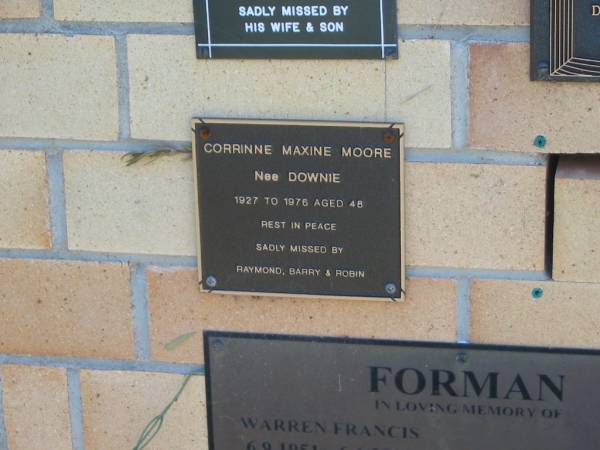 SADLY MISSED BY
HIS WIFE & SON
D
CORRINNE MAXINE MOORE
Nee DOWNIE
1927 TO 1976 AGED 48
REST IN PEACE
SADLY MISSED BY
RAYMOND, BARRY & ROBIN
FORMAN
IN LOVING MEMORY OF
WARREN FRANCIS